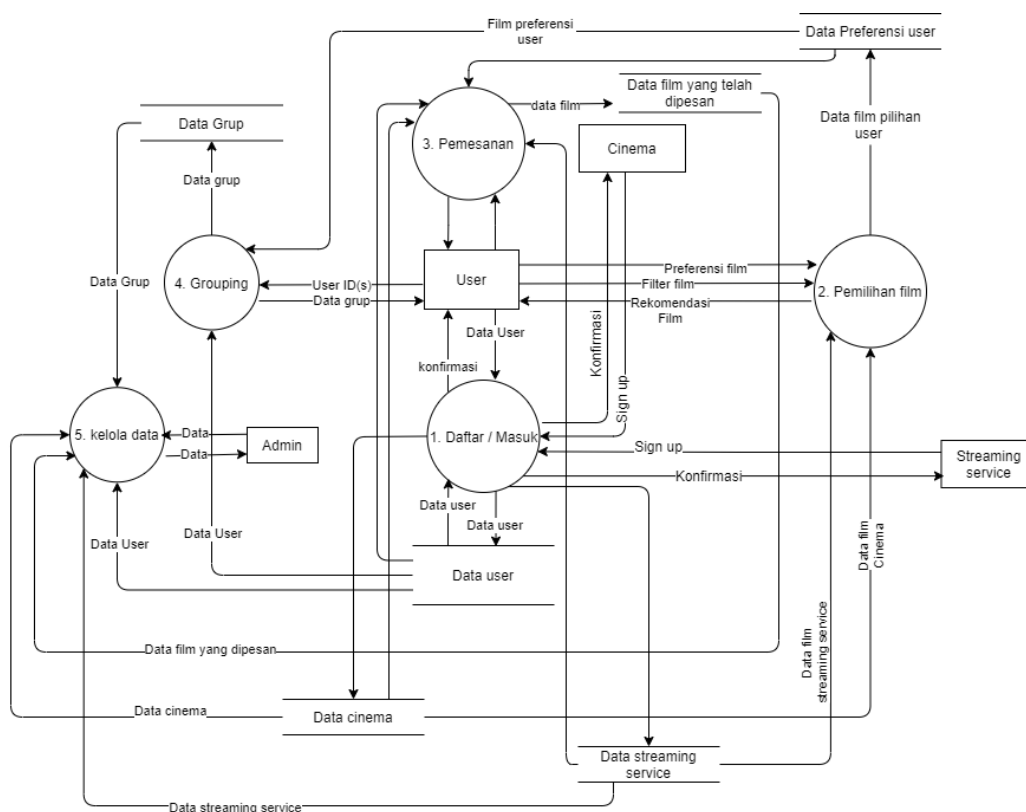 Film preferensi
user
Data Preferensi user
Data film yang telah
dipesan
data film
Data Grup
3. Pemesanan
Cinema
Data film pilihan
user
Data grup
Data Grup
4. Grouping
User ID(s)
Data grup
User
Preferensi film
Filter film
Rekomendasi
Film
2. Pemilihan film
Data User
konfirmasi
Konfirmasi
Sign up
5. kelola data
Data
Data
Admin
1. Daftar / Masuk
Sign up
Konfirmasi
Streaming
service
Data user
Data user
Data User
Data User
Data user
Data film
Cinema
Data film
streaming service
Data film yang dipesan
Data cinema
Data cinema
Data streaming
service
Data streaming service